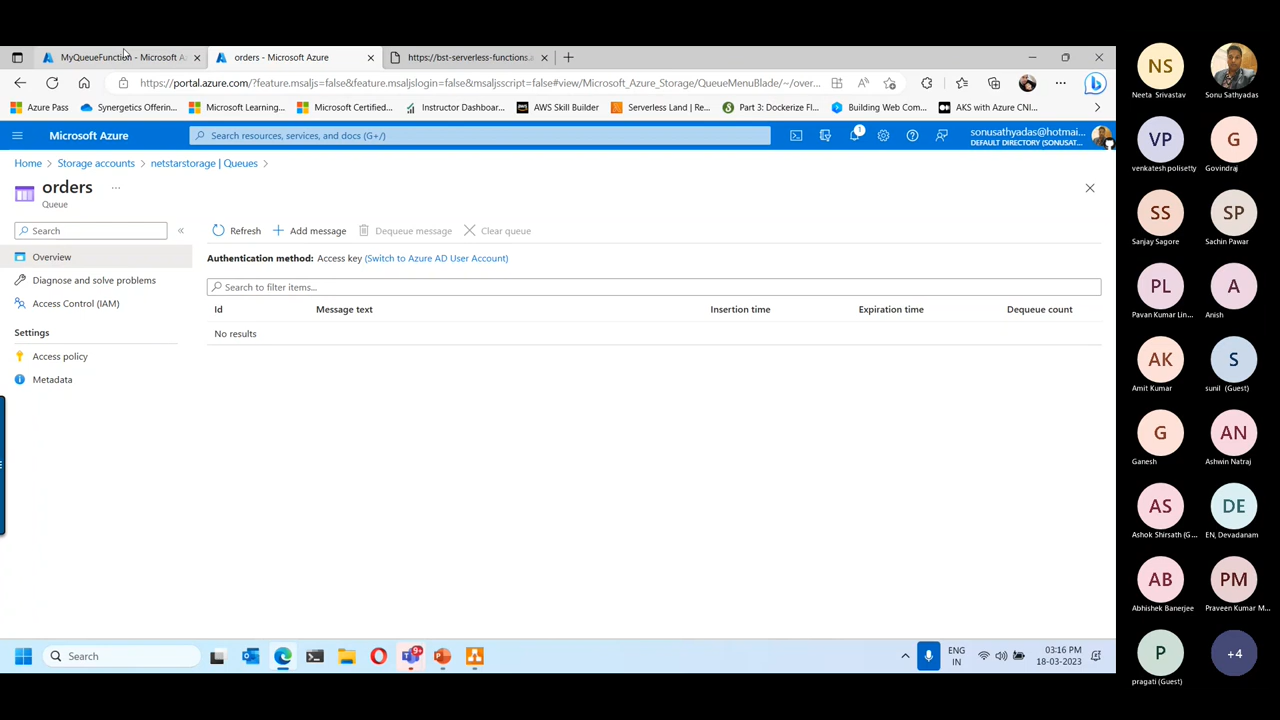 MyQueueFunction - Microsoft A:
orders - Microsoft Azure
https://bst-serverless-functions.a
https://portal.azure.com/?feature.msaljs=false&feature.msaljslogin=false&msaljsscript=false#view/Microsoft_Azure_Storage/QueueMenuBlade/~/over...
Azure Pass
Synergetics Offerin...
Microsoft Learning...
Microsoft Certified...
Instructor Dashboar...
AWS Skill Builder
Serverless Land | Re...
Part 3: Dockerize Fl...
Building Web Com...
AKS with Azure CNI...
Microsoft Azure
Search resources, services, and docs (G+/)
1
sonusathyadas@hotmai...
DEFAULT DIRECTORY (SONUSAT...
Home
Storage accounts
netstarstorage | Queues
orders
...
Queue
Search
Refresh
Add message
Dequeue message
Clear queue
Overview
Diagnose and solve problems
Access Control (IAM)
Settings
Access policy
Metadata
Authentication method: Access key (Switch to Azure AD User Account)
Search to filter items...
Id Message text Insertion time Expiration time Dequeue count
No results
Search
9+
ENG
IN
03:16 PM
18-03-2023
NS
Neeta Srivastav
Sonu Sathyadas
VP
venkatesh polisetty
G
Govindraj
SS
Sanjay Sagore
SP
Sachin Pawar
PL
Pavan Kumar Lin...
A
Anish
AK
Amit Kumar
S
sunil (Guest)
G
Ganesh
AN
Ashwin Natraj
AS
Ashok Shirsath (G...
DE
EN, Devadanam
AB
Abhishek Banerjee
PM
Praveen Kumar M...
P
pragati (Guest)
+4